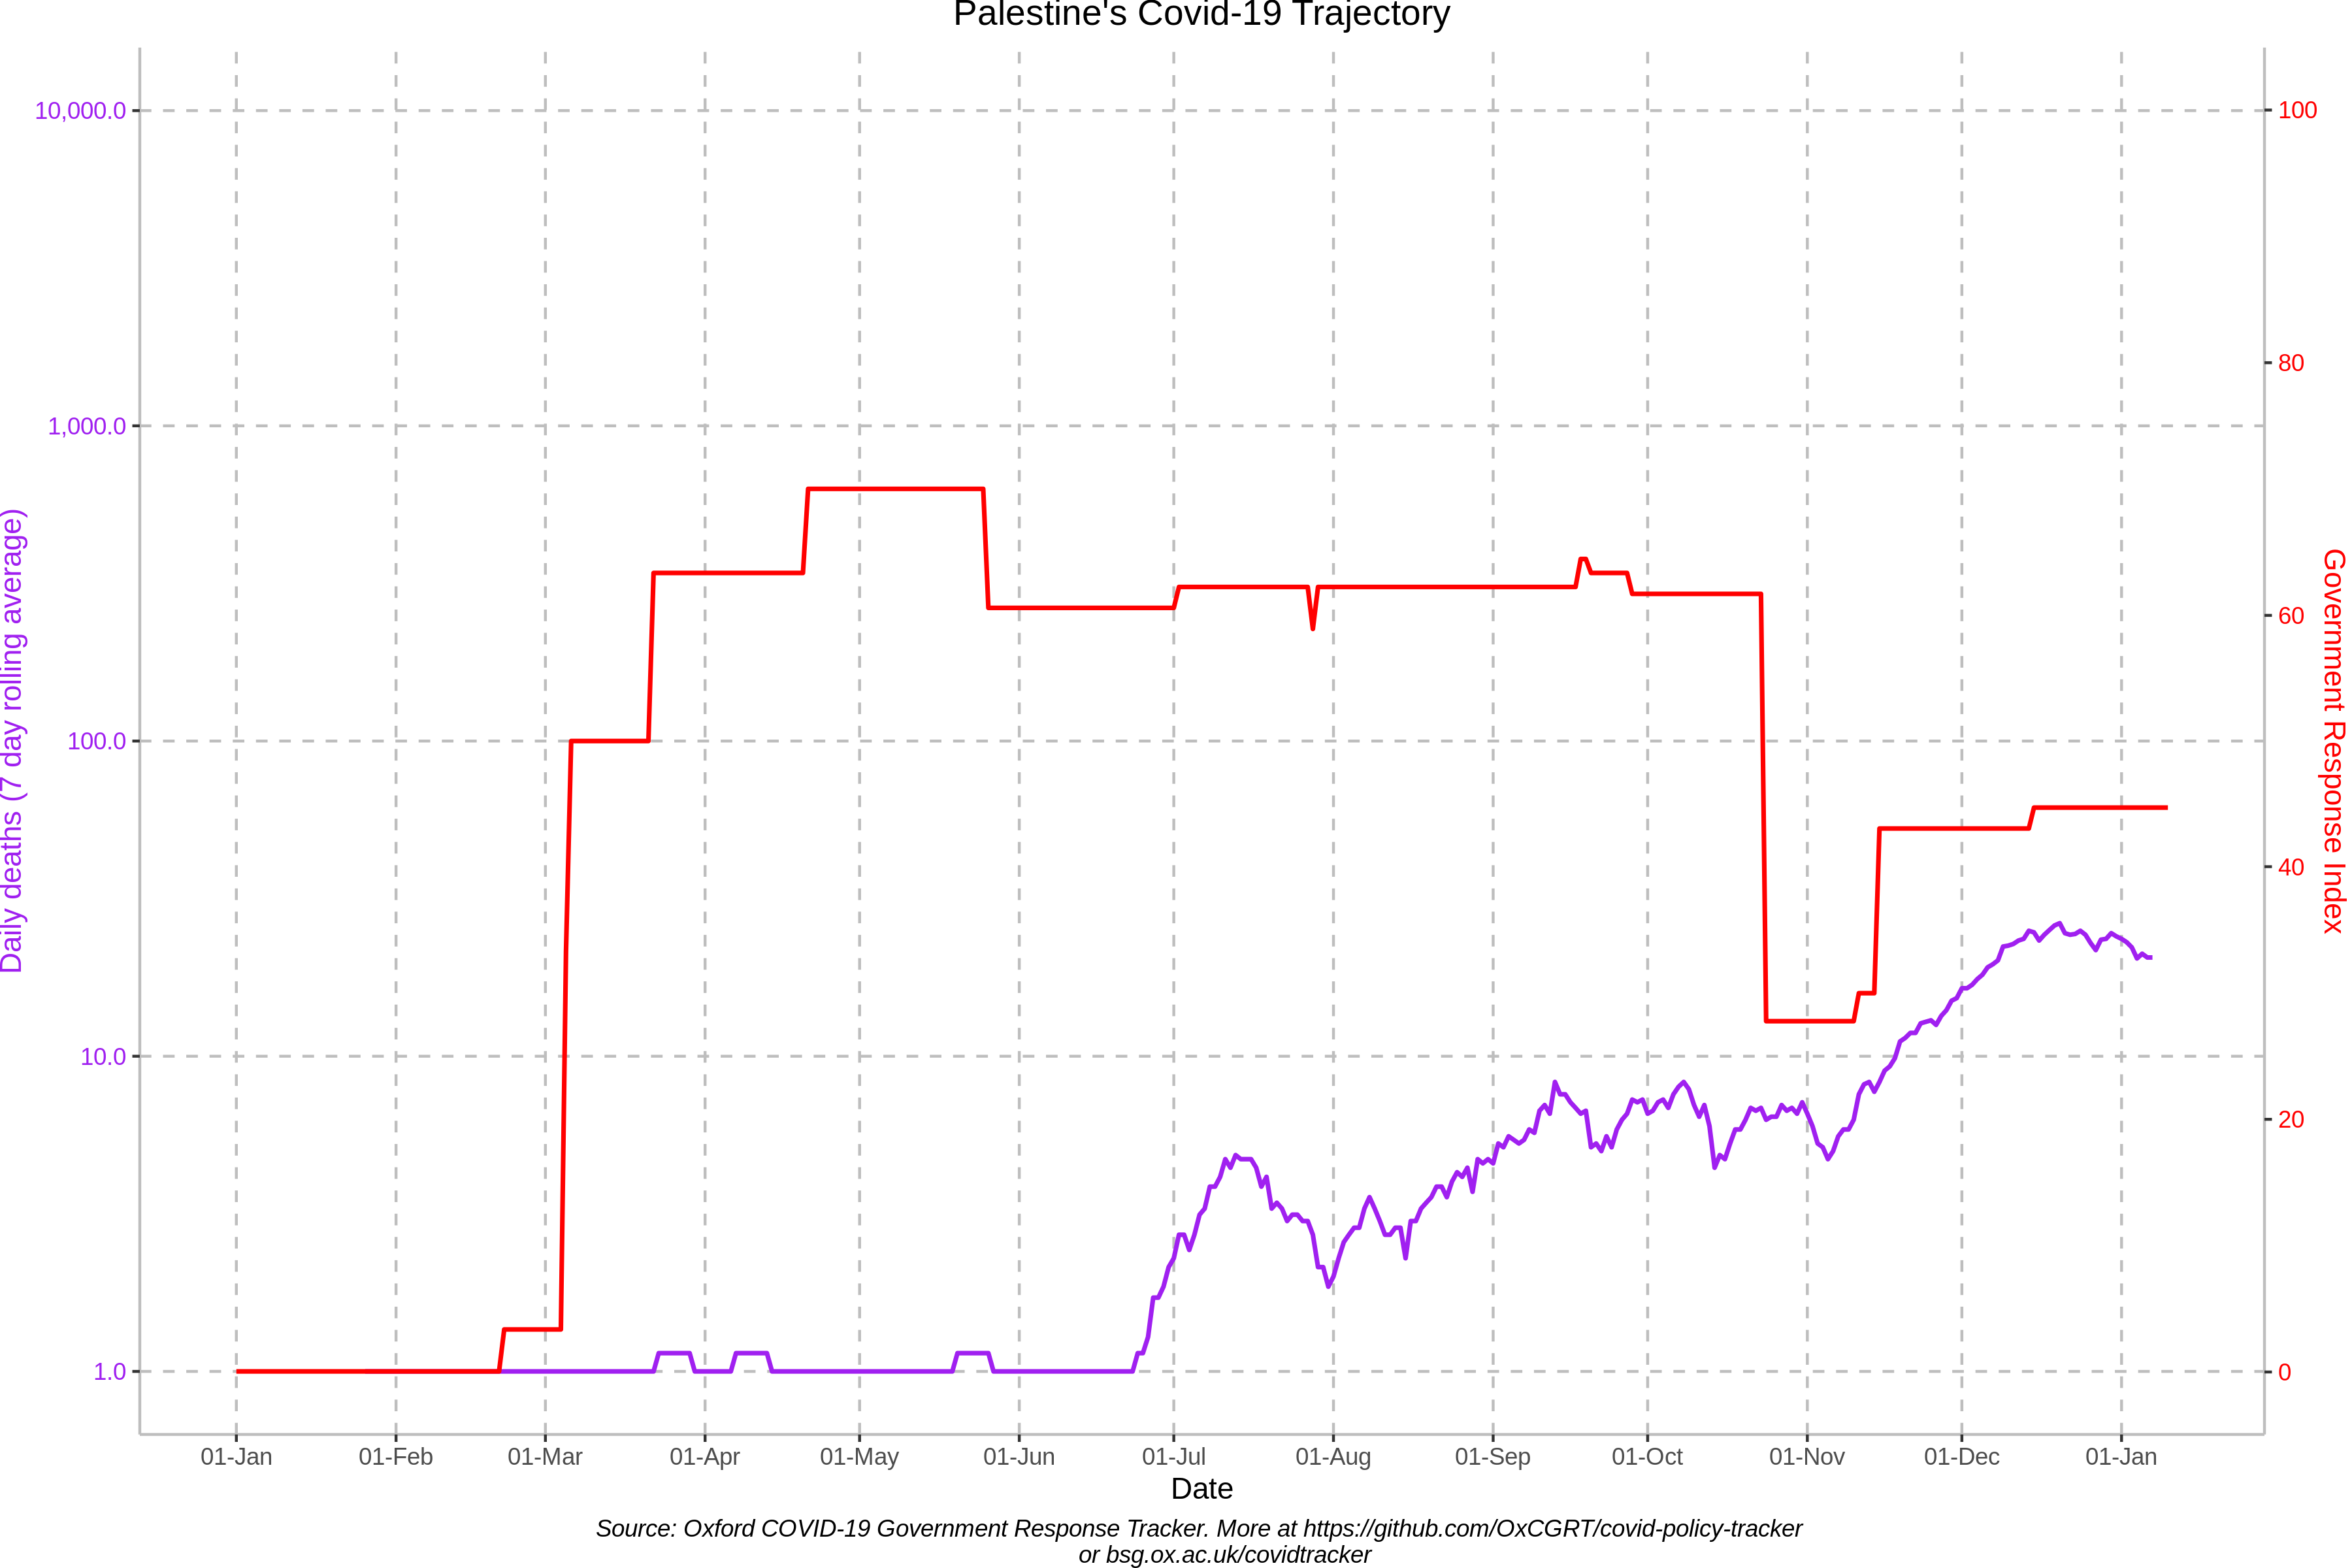 Palestine's Covid-19 Trajectory
10,000.0
1,000.0
100.0
10.0
1.0
Daily deaths (7 day rolling average)
100
80
60
40
20
0
Government Response Index
01-Jan 01-Feb 01-Mar 01-Apr 01-May 01-Jun 01-Jul 01-Aug 01-Sep 01-Oct 01-Nov 01-Dec 01-Jan
Date
Source: Oxford COVID-19 Government Response Tracker. More at https://github.com/OxCGRT/covid-policy-tracker
or bsg.ox.ac.uk/covidtracker